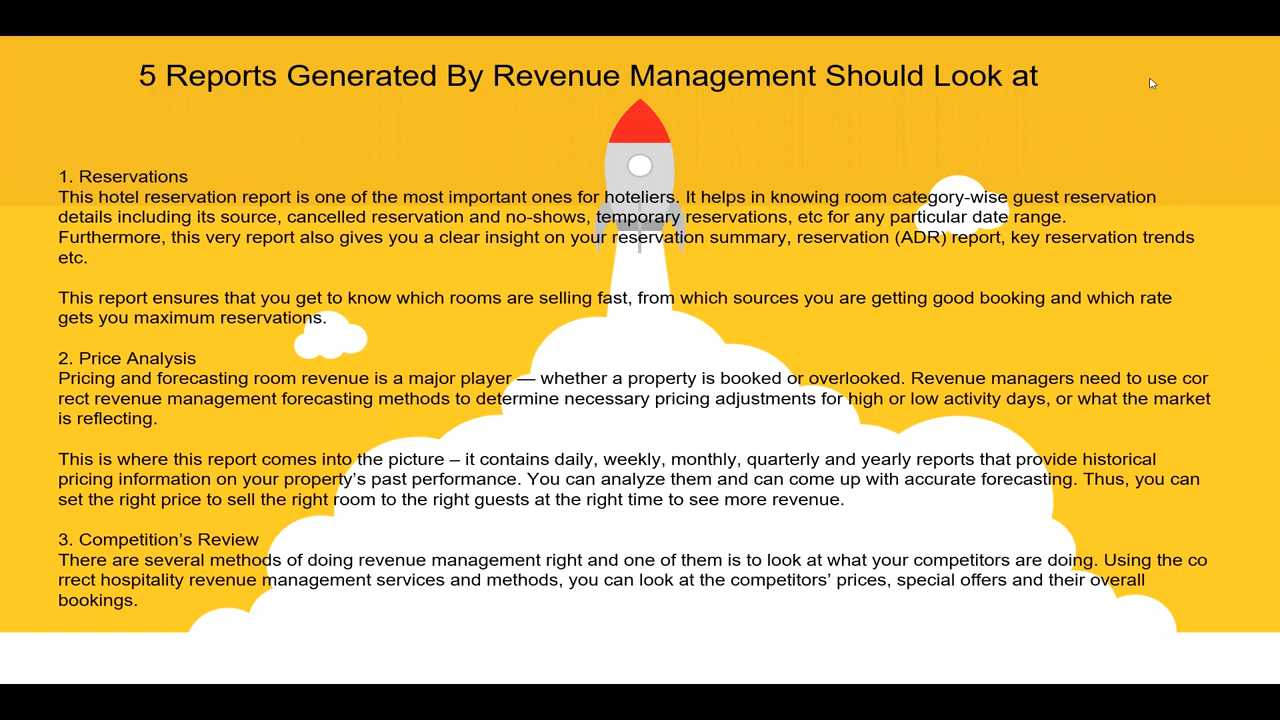 5 Reports Generated By Revenue Management Should Look at
1. Reservations
This hotel reservation report is one of the most important ones for hoteliers. It helps in knowing room category-wise guest reservation
details including its source, cancelled reservation and no-shows, temporary reservations, etc for any particular date range.
Furthermore, this very report also gives you a clear insight on your reservation summary, reservation (ADR) report, key reservation trends
etc.
This report ensures that you get to know which rooms are selling fast, from which sources you are getting good booking and which rate
gets you maximum reservations.
2. Price Analysis
Pricing and forecasting room revenue is a major player — whether a property is booked or overlooked. Revenue managers need to use cor
rect revenue management forecasting methods to determine necessary pricing adjustments for high or low activity days, or what the market
is reflecting.
This is where this report comes into the picture – it contains daily, weekly, monthly, quarterly and yearly reports that provide historical
pricing information on your property’s past performance. You can analyze them and can come up with accurate forecasting. Thus, you can
set the right price to sell the right room to the right guests at the right time to see more revenue.
3. Competition’s Review
There are several methods of doing revenue management right and one of them is to look at what your competitors are doing. Using the co
rrect hospitality revenue management services and methods, you can look at the competitors’ prices, special offers and their overall
bookings.